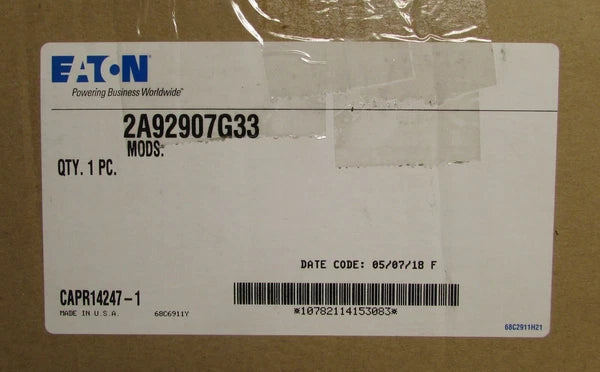 EATON
Powering Business Worldwide™
2A92907G33
MODS:
QTY. 1 PC.
DATE CODE: 05/07/18 F
CAPR14247-1
MADE IN U.S.A. 68C6911Y
*10782114153083*
68C2911H21